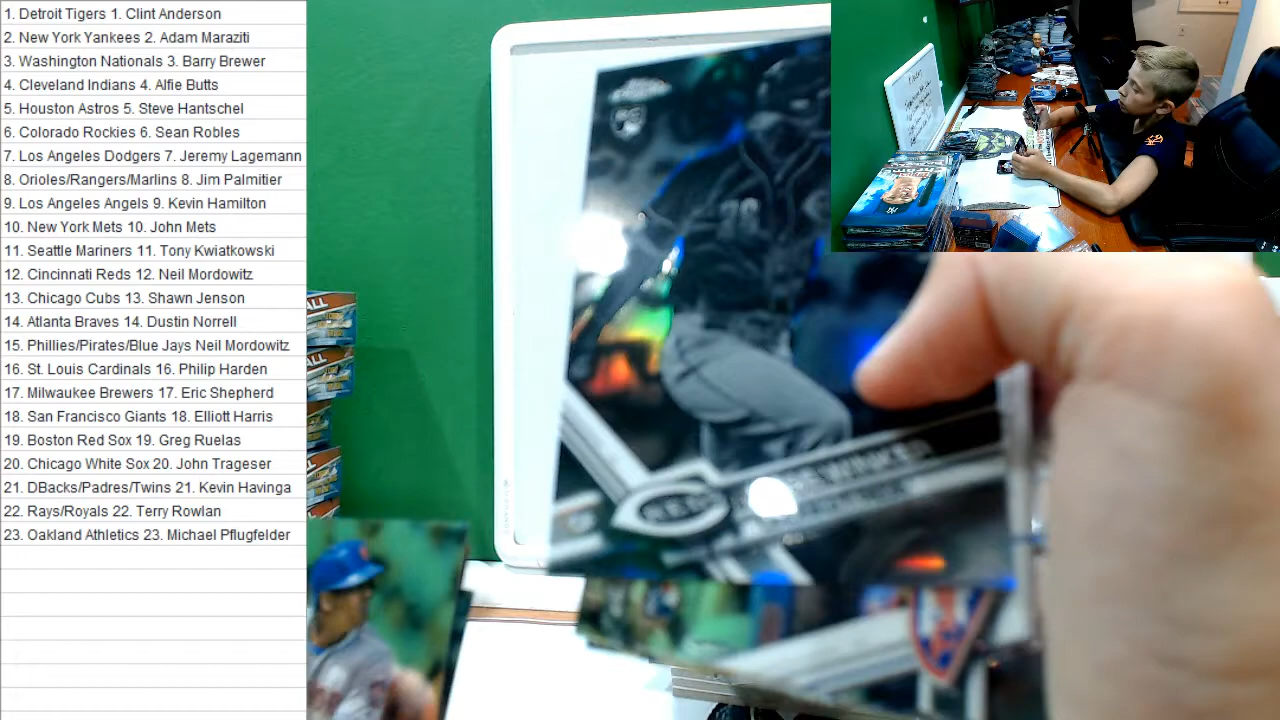 1. Detroit Tigers 1. Clint Anderson
2. New York Yankees 2. Adam Maraziti
3. Washington Nationals 3. Barry Brewer
4. Cleveland Indians 4. Alfie Butts
5. Houston Astros 5. Steve Hantschel
6. Colorado Rockies 6. Sean Robles
7. Los Angeles Dodgers 7. Jeremy Lagemann
8. Orioles/Rangers/Marlins 8. Jim Palmitier
9. Los Angeles Angels 9. Kevin Hamilton
10. New York Mets 10. John Mets
11. Seattle Mariners 11. Tony Kwiatkowski
12. Cincinnati Reds 12. Neil Mordowitz
13. Chicago Cubs 13. Shawn Jenson
14. Atlanta Braves 14. Dustin Norrell
15. Phillies/Pirates/Blue Jays Neil Mordowitz
16. St. Louis Cardinals 16. Philip Harden
17. Milwaukee Brewers 17. Eric Shepherd
18. San Francisco Giants 18. Elliott Harris
19. Boston Red Sox 19. Greg Ruelas
20. Chicago White Sox 20. John Trageser
21. DBacks/Padres/Twins 21. Kevin Havinga
22. Rays/Royals 22. Terry Rowlan
23. Oakland Athletics 23. Michael Pflugfelder
REDS
WINKER